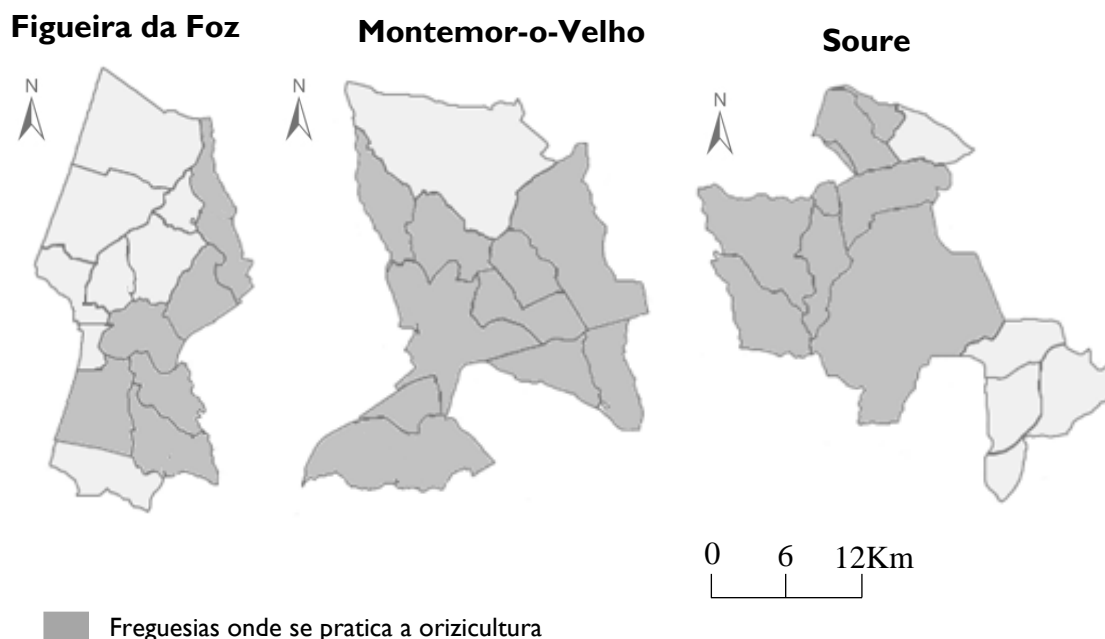 Figueira da Foz
Montemor-o-Velho
Soure
N
N
N
0 6 12Km
Freguesias onde se pratica a orizicultura